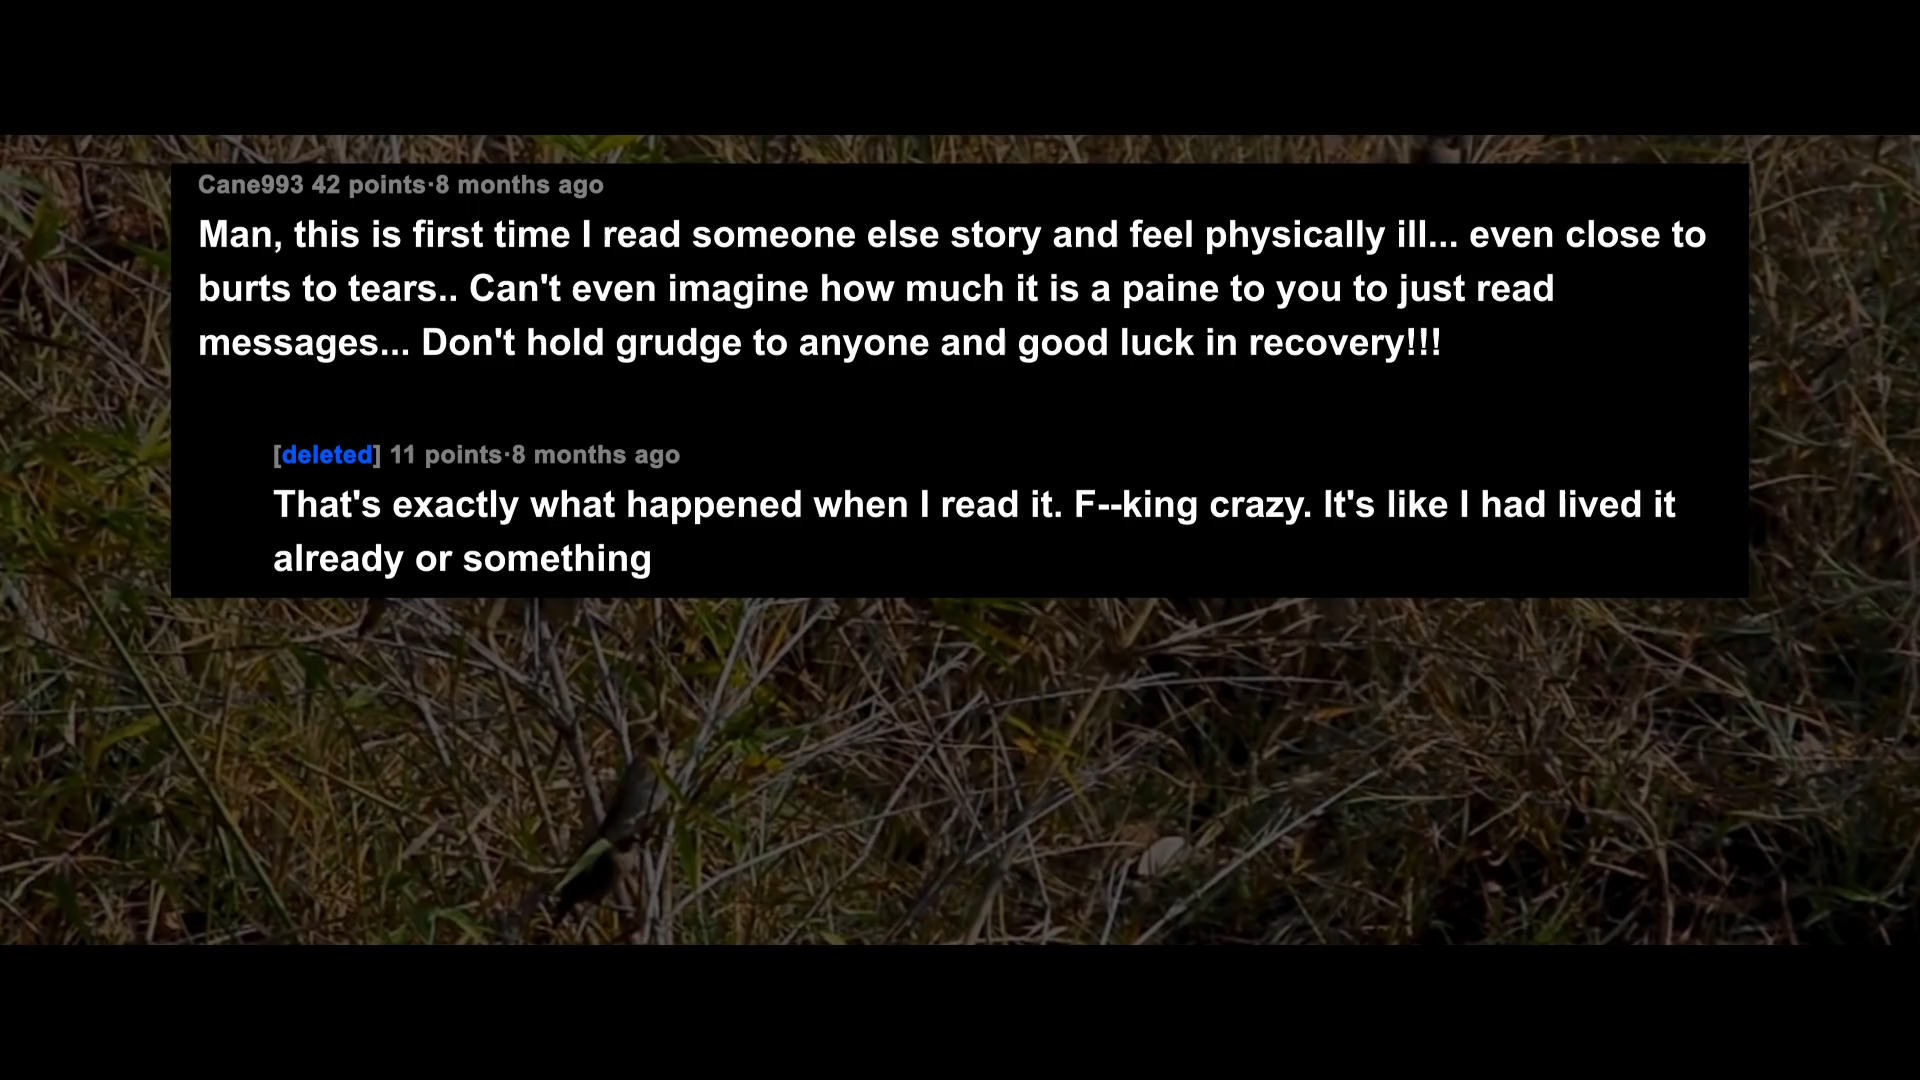 Cane993 42 points·8 months ago
Man, this is first time I read someone else story and feel physically ill... even close to
burts to tears.. Can't even imagine how much it is a paine to you to just read
messages... Don't hold grudge to anyone and good luck in recovery!!!
[deleted] 11 points·8 months ago
That's exactly what happened when I read it. F--king crazy. It's like I had lived it
already or something